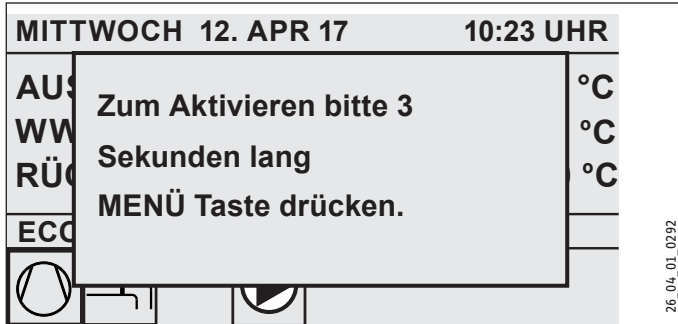 MITTWOCH 12. APR 17 10:23 UHR
Zum Aktivieren bitte 3
Sekunden lang
MENÜ Taste drücken.
°C
°C
°C
26_04_01_0292